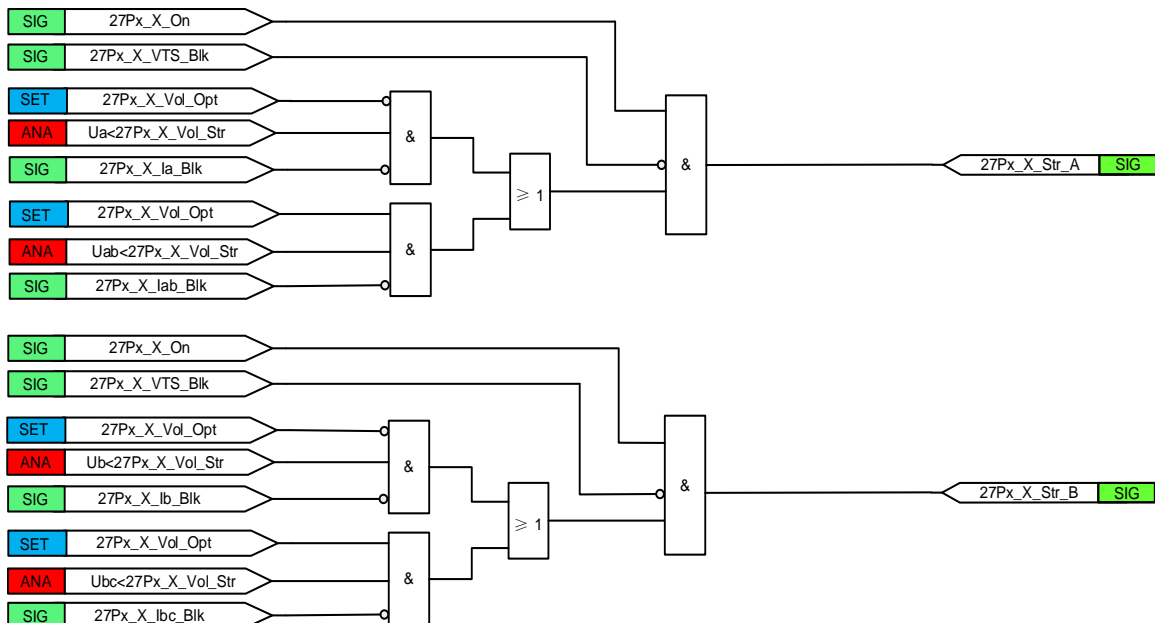 SIG 27Px_X_On
SIG 27Px_X_VTS_Blk
SET 27Px_X_Vol_Opt
ANA Ua<27Px_X_Vol_Str
&
&
SIG 27Px_X_Ia_Blk
27Px_X_Str_A SIG
≥ 1
SET 27Px_X_Vol_Opt
ANA Uab<27Px_X_Vol_Str
&
SIG 27Px_X_Iab_Blk
SIG 27Px_X_On
SIG 27Px_X_VTS_Blk
SET 27Px_X_Vol_Opt
ANA Ub<27Px_X_Vol_Str
&
&
SIG 27Px_X_Ib_Blk
27Px_X_Str_B SIG
≥ 1
SET 27Px_X_Vol_Opt
ANA Ubc<27Px_X_Vol_Str
&
SIG 27Px_X_Ibc_Blk